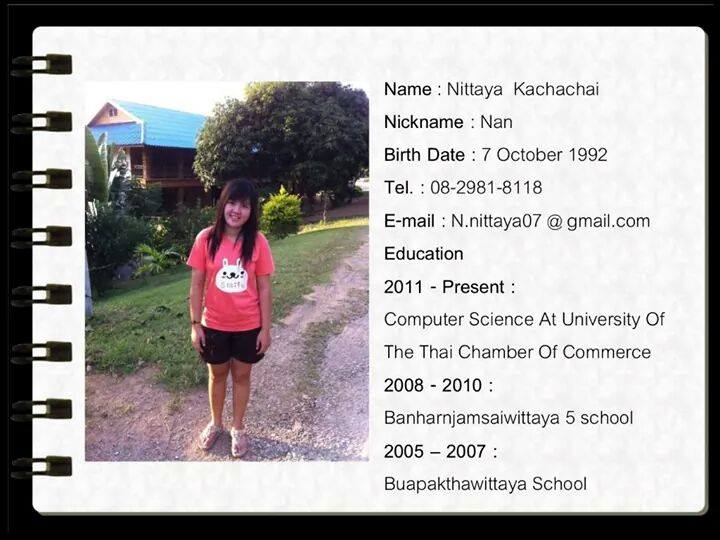 Name : Nittaya Kachachai
Nickname : Nan
Birth Date : 7 October 1992
Tel. : 08-2981-8118
E-mail : N.nittaya07 @ gmail.com
Education
2011 - Present :
Computer Science At University Of
The Thai Chamber Of Commerce
2008 - 2010 :
Banharnjamsaiwittaya 5 school
2005 – 2007 :
Buapakthawittaya School